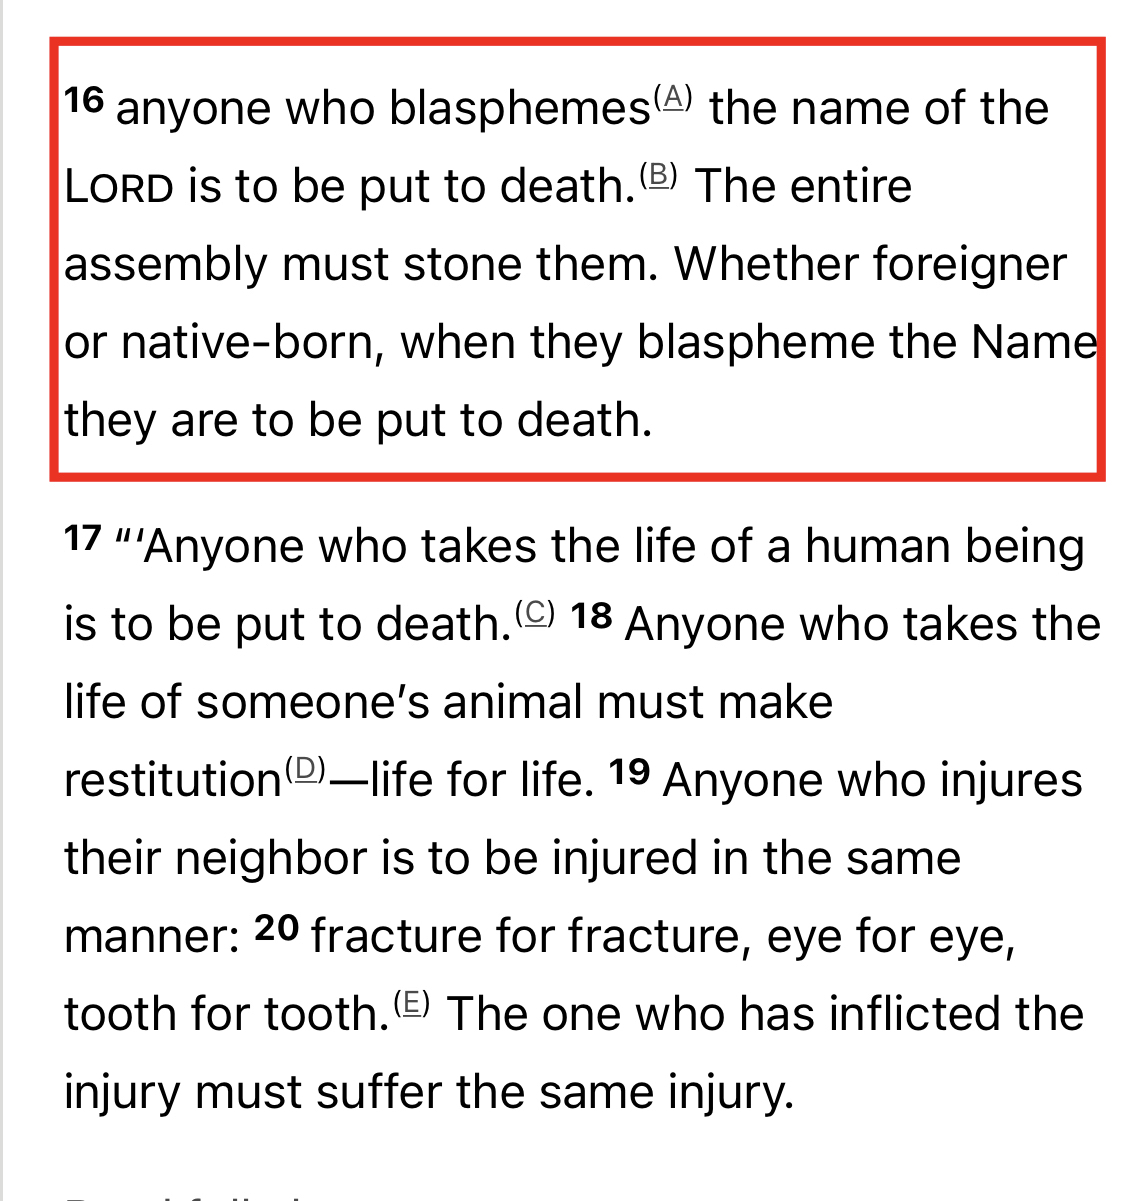 16 anyone who blasphemes(A) the name of the
LORD is to be put to death.(B) The entire
assembly must stone them. Whether foreigner
or native-born, when they blaspheme the Name
they are to be put to death.
17 “‘Anyone who takes the life of a human being
is to be put to death.(C) 18 Anyone who takes the
life of someone’s animal must make
restitution(D)—life for life. 19 Anyone who injures
their neighbor is to be injured in the same
manner: 20 fracture for fracture, eye for eye,
tooth for tooth.(E) The one who has inflicted the
injury must suffer the same injury.